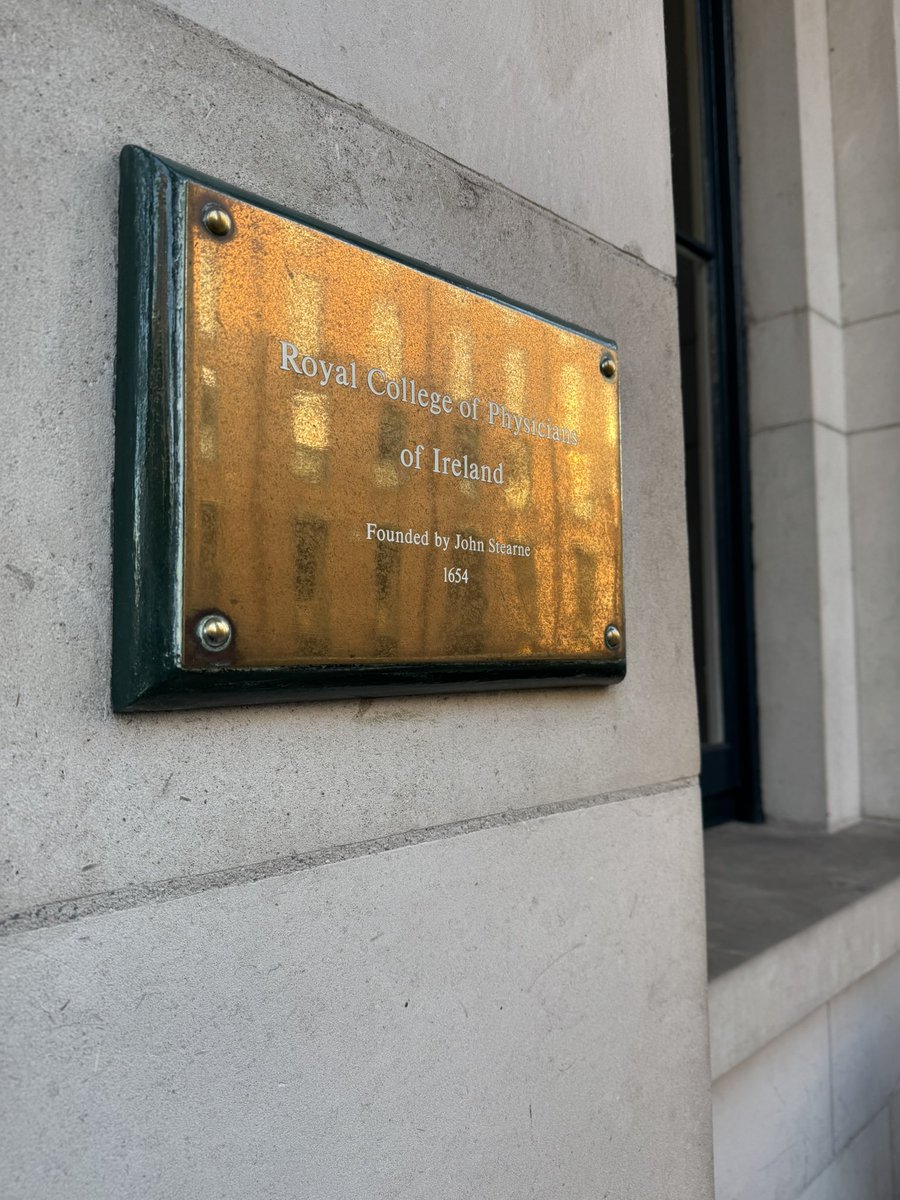 Royal College of Physicians
of Ireland
Founded by John Stearne
1654